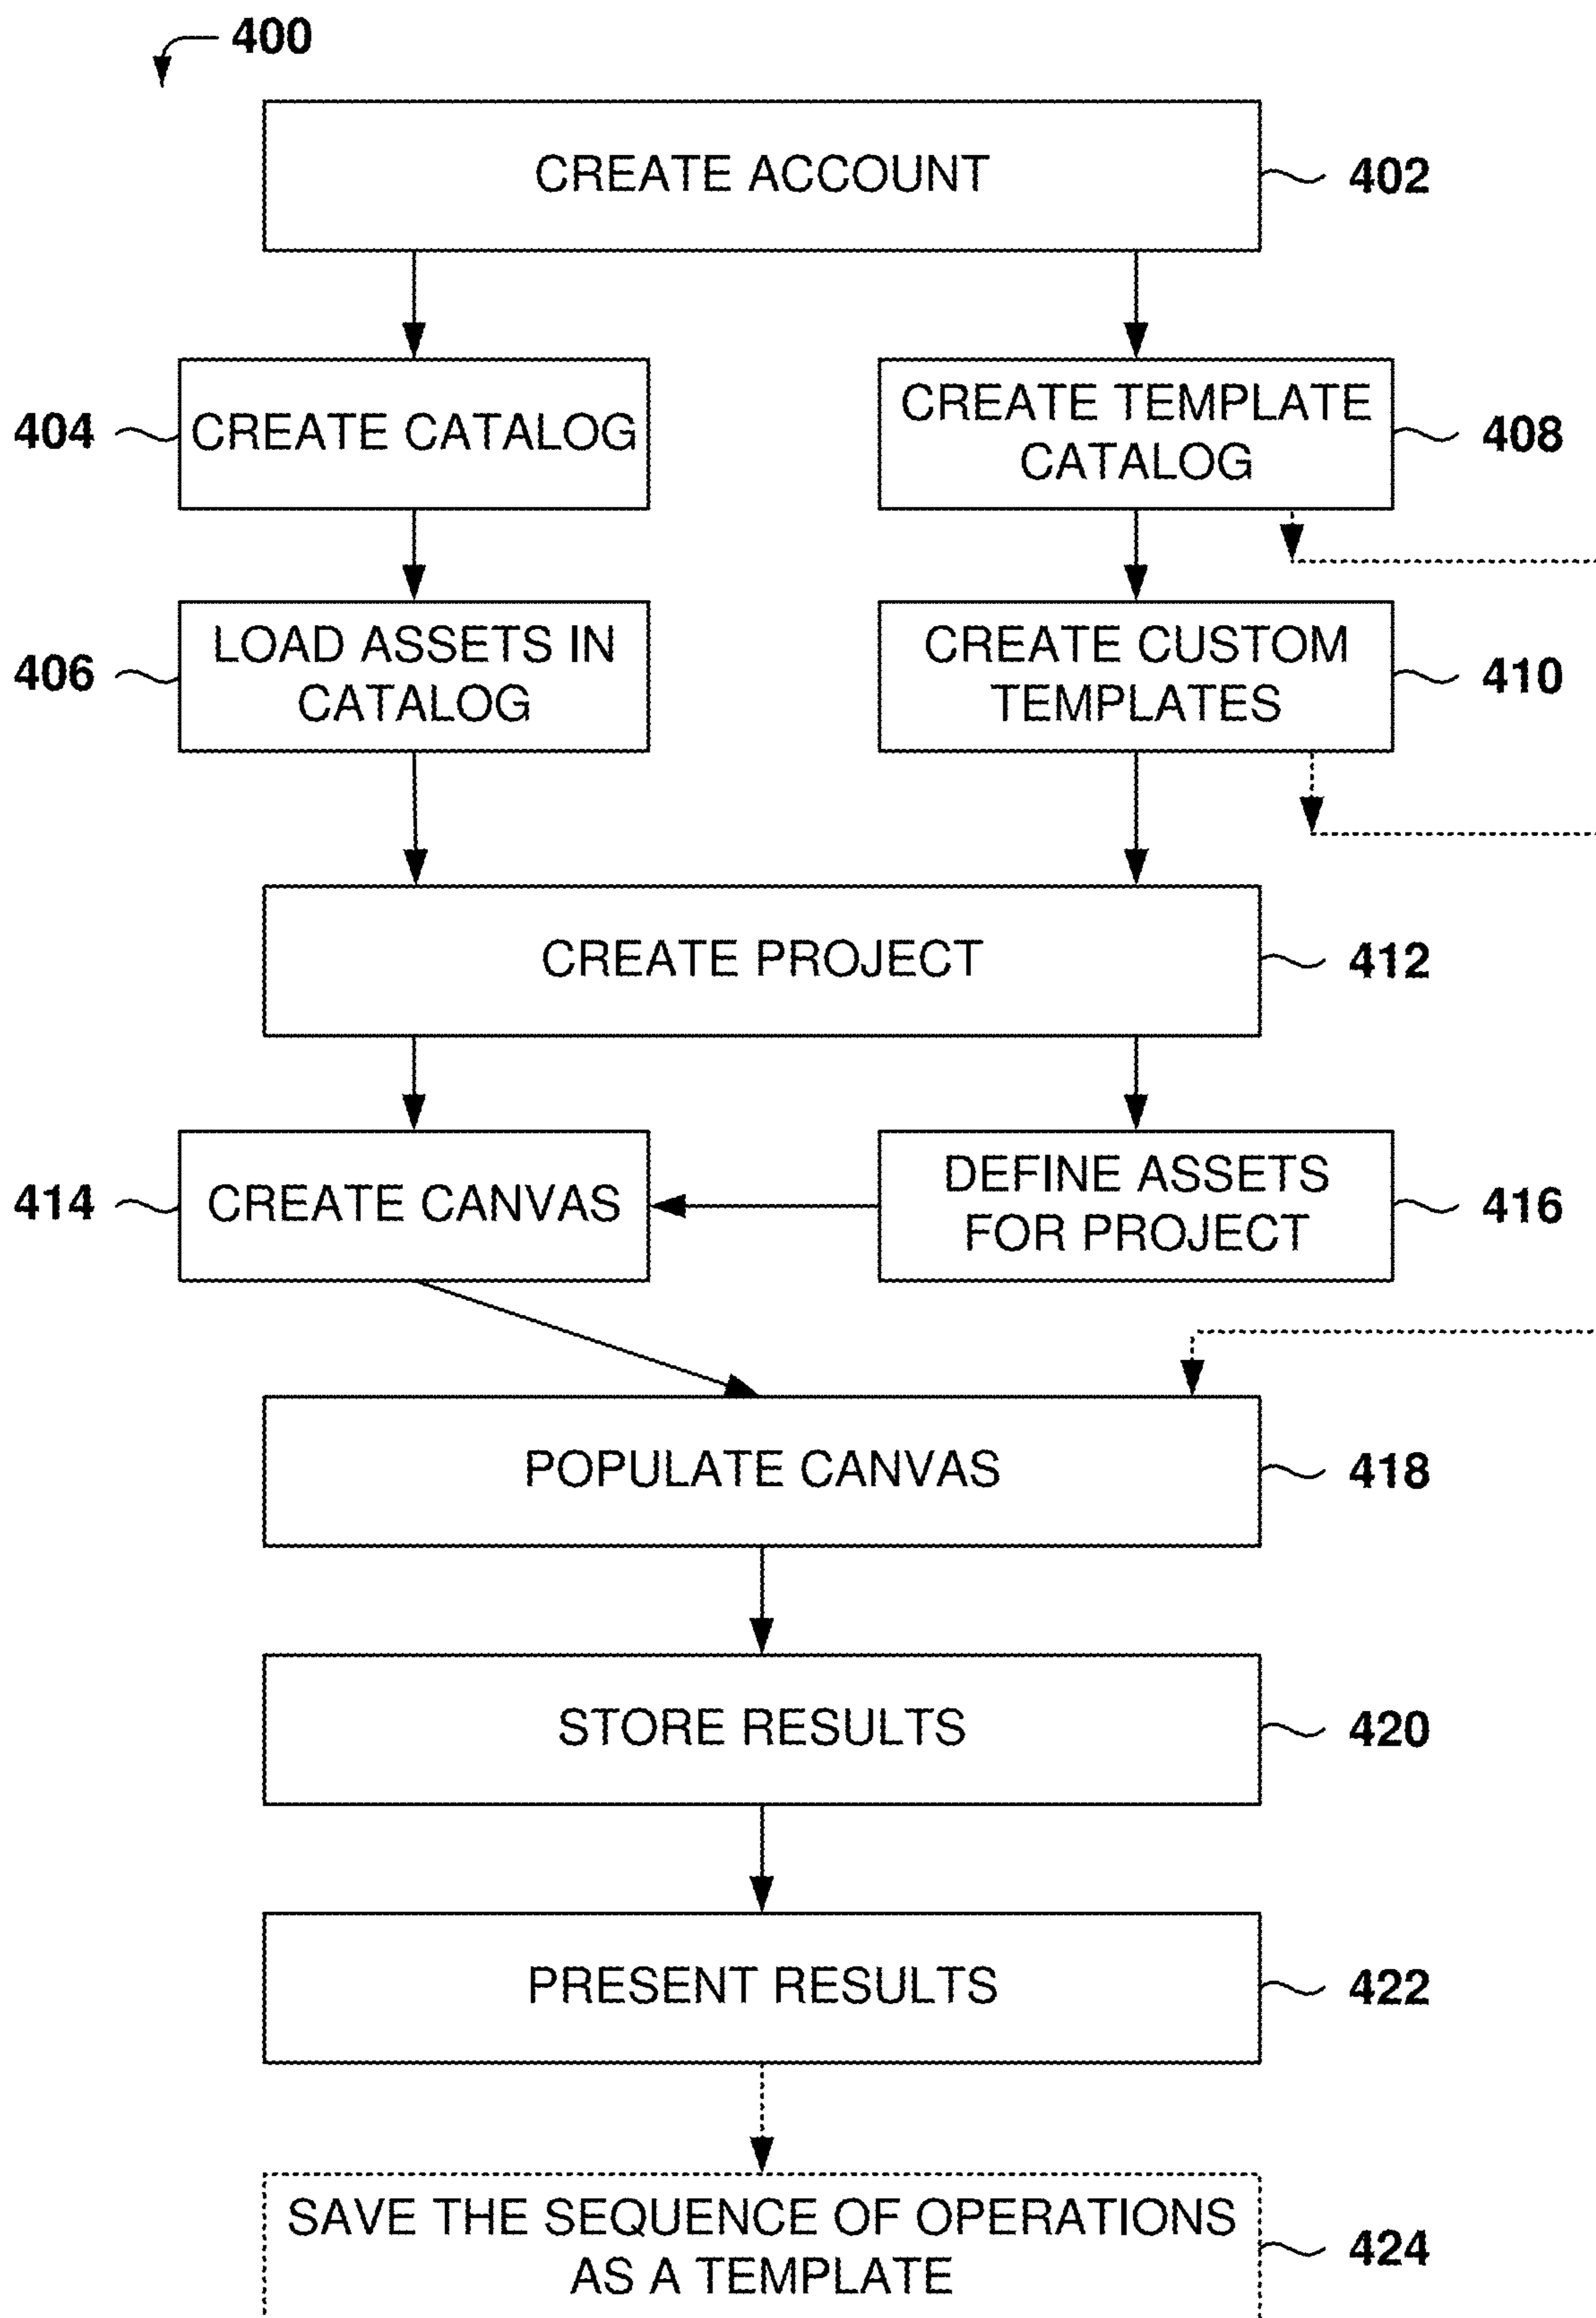 400
CREATE ACCOUNT
402
404
CREATE CATALOG
CREATE TEMPLATE
CATALOG
408
406
LOAD ASSETS IN
CATALOG
CREATE CUSTOM
TEMPLATES
410
CREATE PROJECT
412
414
CREATE CANVAS
DEFINE ASSETS
FOR PROJECT
416
POPULATE CANVAS
418
STORE RESULTS
420
PRESENT RESULTS
422
SAVE THE SEQUENCE OF OPERATIONS
AS A TEMPLATE
424